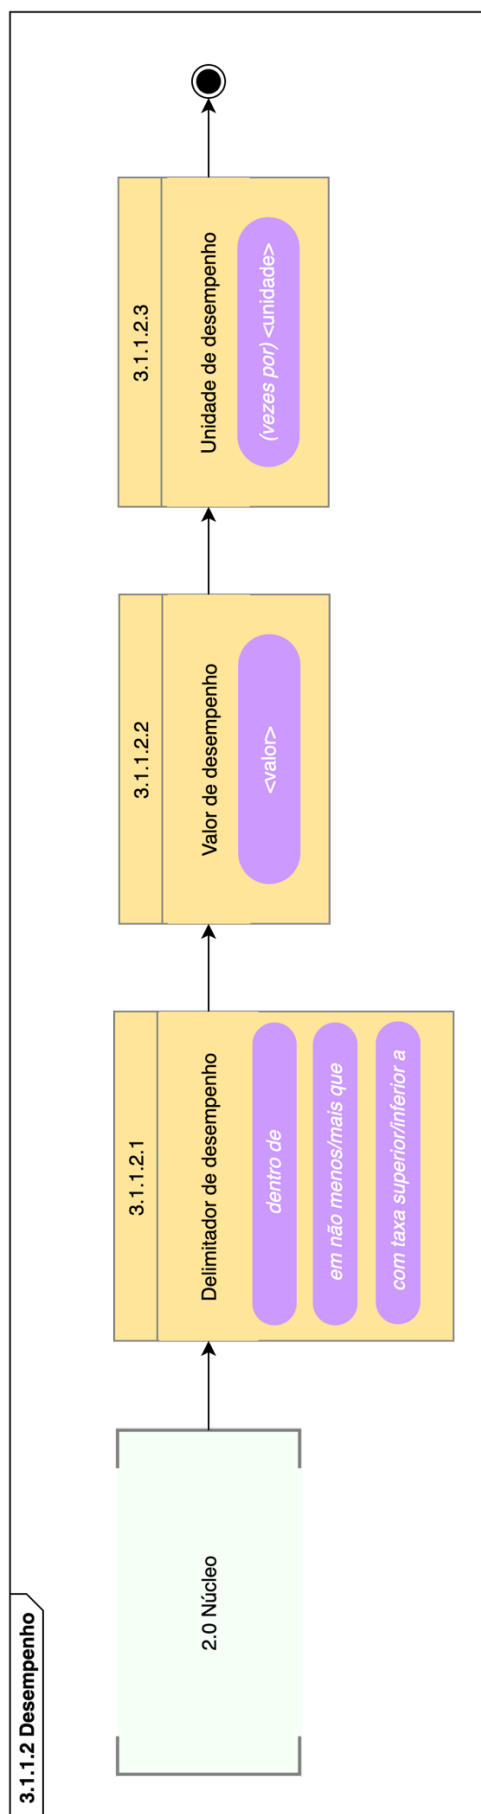 3.1.1.2 Desempenho
2.0 Núcleo
3.1.1.2.1
Delimitador de desempenho
dentro de
em não menos/mais que
com taxa superior/inferior a
3.1.1.2.2
Valor de desempenho
<valor>
3.1.1.2.3
Unidade de desempenho
(vezes por) <unidade>